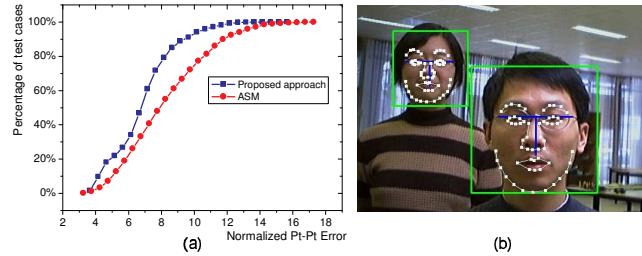 Percentage of test cases
100%
80%
60%
40%
20%
0%
Proposed approach
ASM
2 4 6 8 10 12 14 16 18
Normalized Pt-Pt Error
(a)
(b)